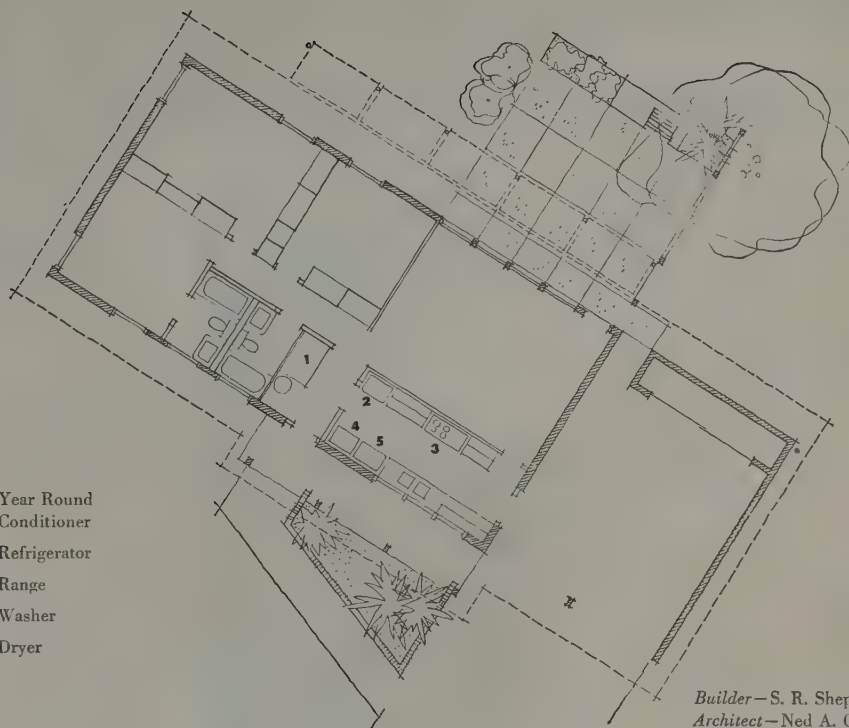 1
2
3
4
5
Year Round
Conditioner
Refrigerator
Range
Washer
Dryer
Builder—S. R. Shep
Architect—Ned A.